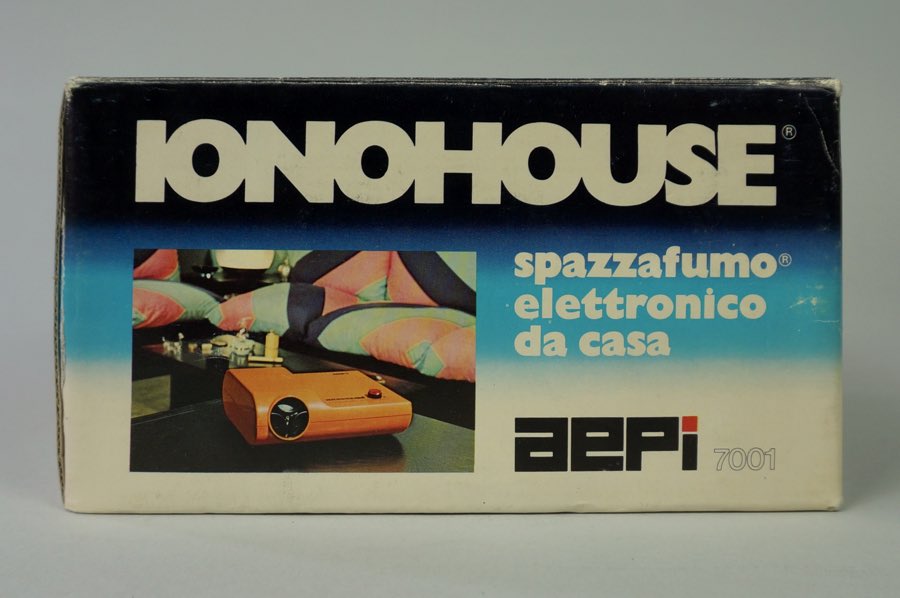 IONOHOUSE®
spazzafumo®
elettronico
da casa
aepi 7001